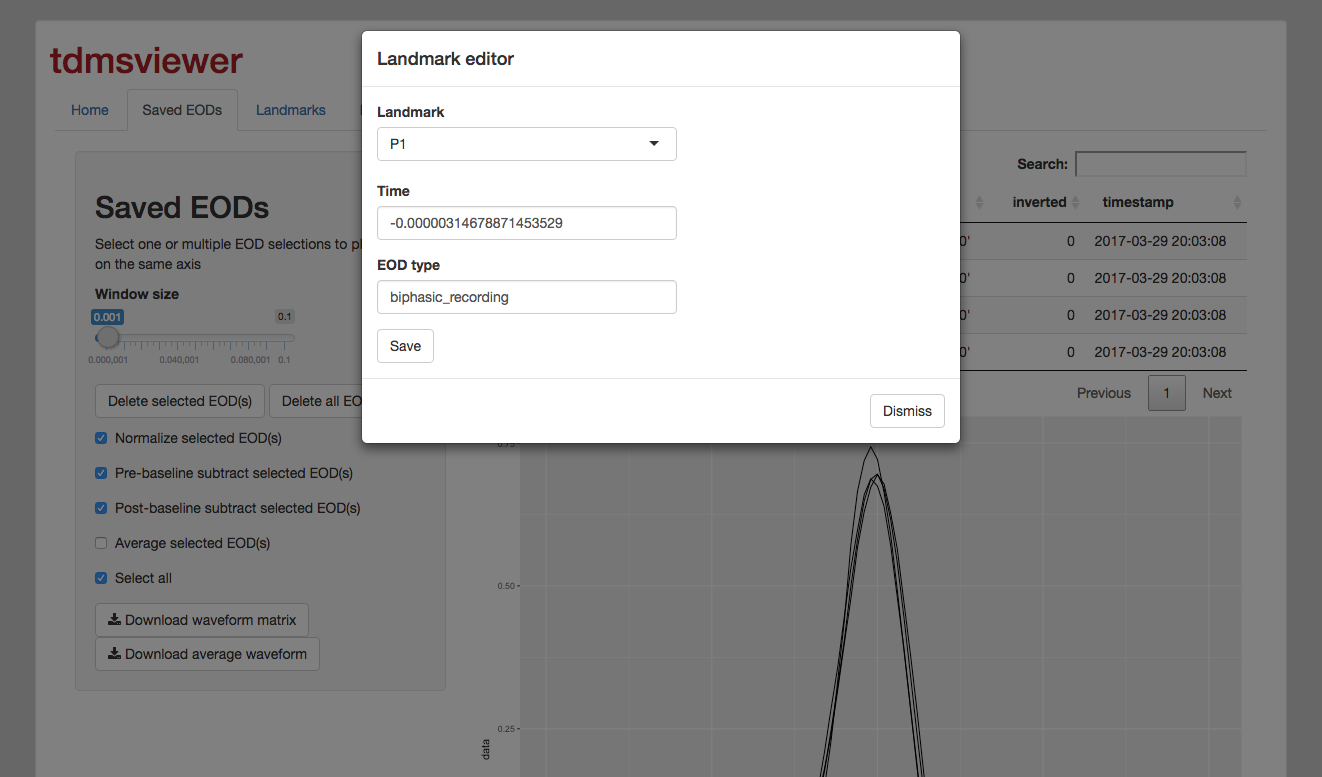 tdmsviewer
Home
Saved EODs
Landmarks
Landmark editor
Landmark
P1
Time
-0.00000314678871453529
EOD type
biphasic_recording
Save
Dismiss
Saved EODs
Select one or multiple EOD selections to
on the same axis
Window size
0.001
0.1
0.000,001
0.040,001
0.080,001
0.1
Delete selected EOD(s)
Delete all
Normalize selected EOD(s)
Pre-baseline subtract selected EOD(s)
Post-baseline subtract selected EOD(s)
Average selected EOD(s)
Select all
Download waveform matrix
Download average waveform
Search:
inverted timestamp
0' 0 2017-03-29 20:03:08
0' 0 2017-03-29 20:03:08
0' 0 2017-03-29 20:03:08
0' 0 2017-03-29 20:03:08
Previous 1 Next
0.75
0.50
0.25
data